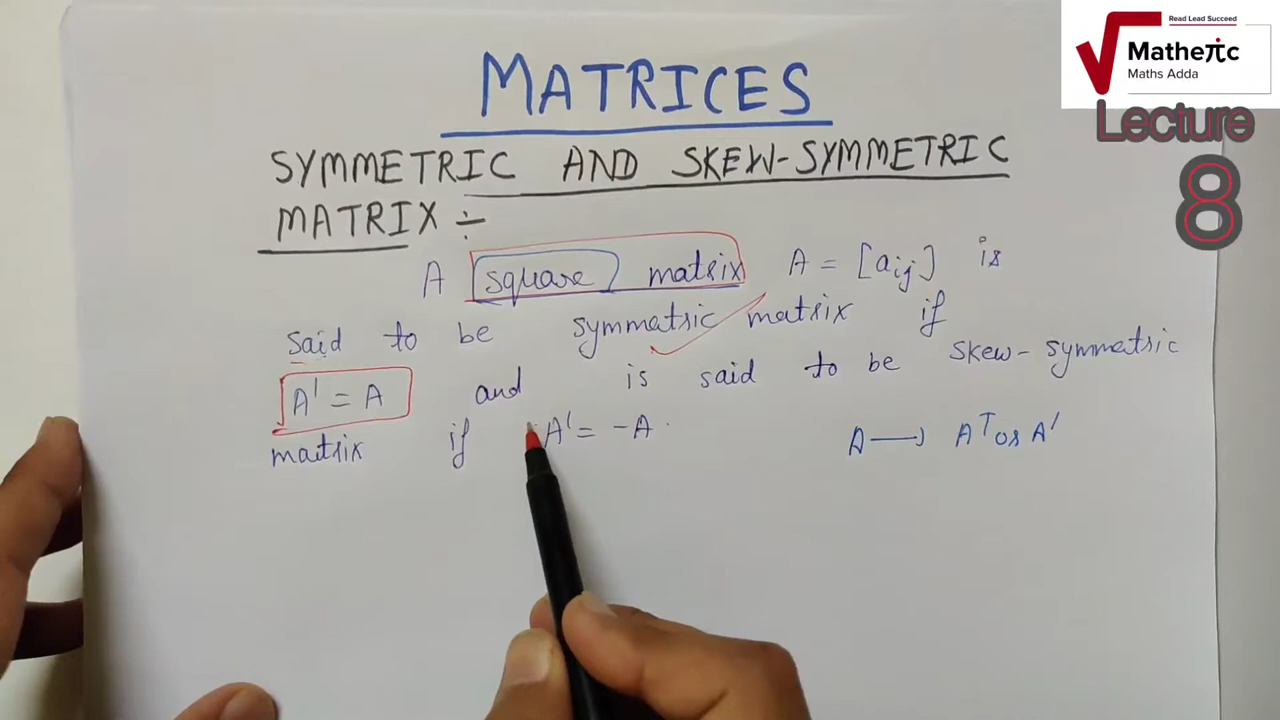 Read Lead Succeed
Matheπc
Maths Adda
Lecture
8
MATRICES
SYMMETRIC AND SKEW-SYMMETRIC
MATRIX ÷
A square matrix A = [aij] is
said to be symmetric matrix if
A' = A and is said to be skew-symmetric
matrix if A' = -A.
A → A^T or A'